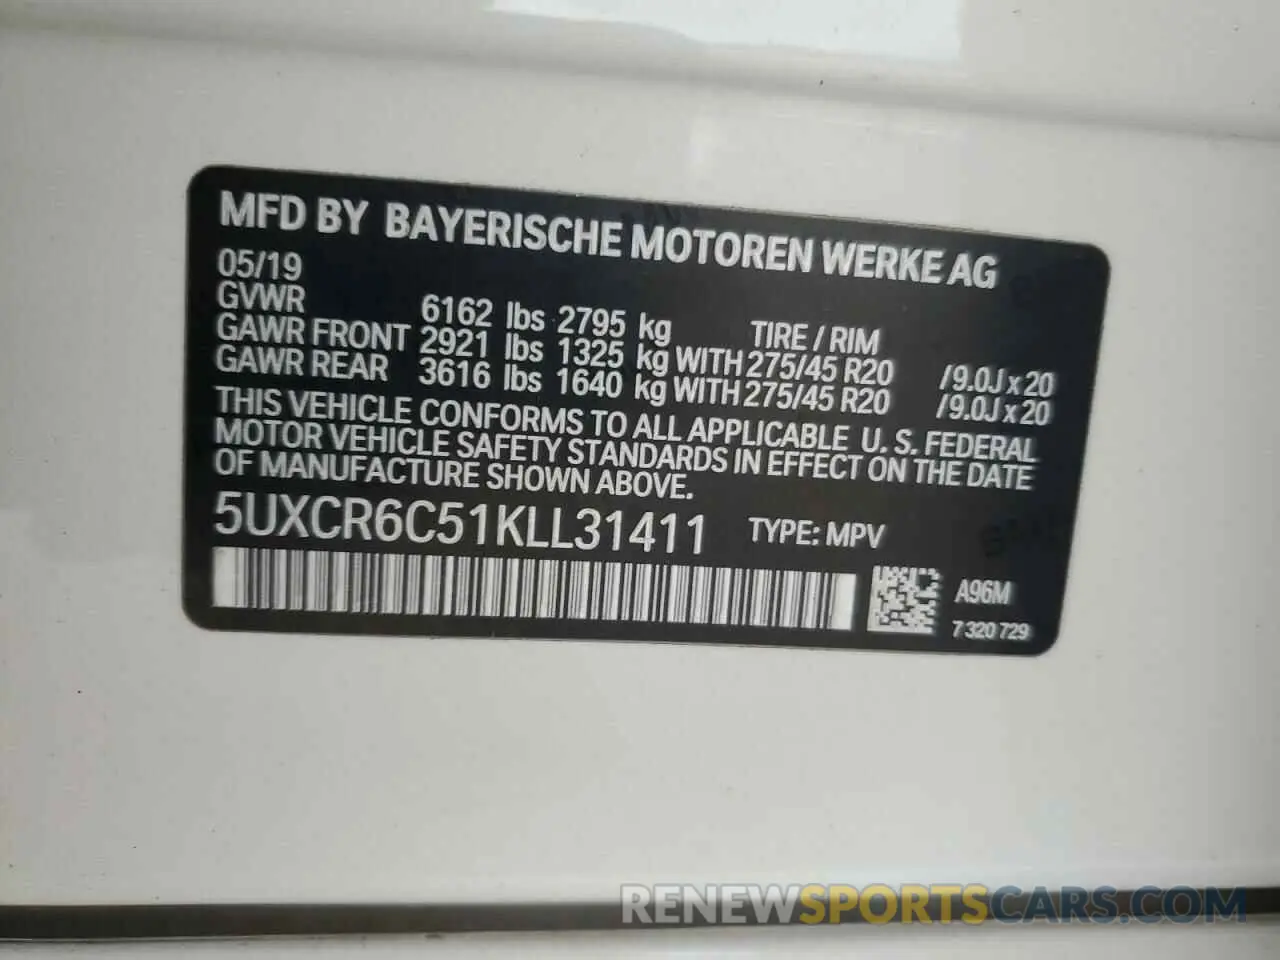 MFD BY BAYERISCHE MOTOREN WERKE AG
05/19
GVWR 6162 lbs 2795 kg TIRE / RIM
GAWR FRONT 2921 lbs 1325 kg WITH 275/45 R20 /9.0J x 20
GAWR REAR 3616 lbs 1640 kg WITH 275/45 R20 /9.0J x 20
THIS VEHICLE CONFORMS TO ALL APPLICABLE U. S. FEDERAL
MOTOR VEHICLE SAFETY STANDARDS IN EFFECT ON THE DATE
OF MANUFACTURE SHOWN ABOVE.
5UXCR6C51KLL31411 TYPE: MPV
A96M
7 320 729
RENEWSPORTSCARS.COM